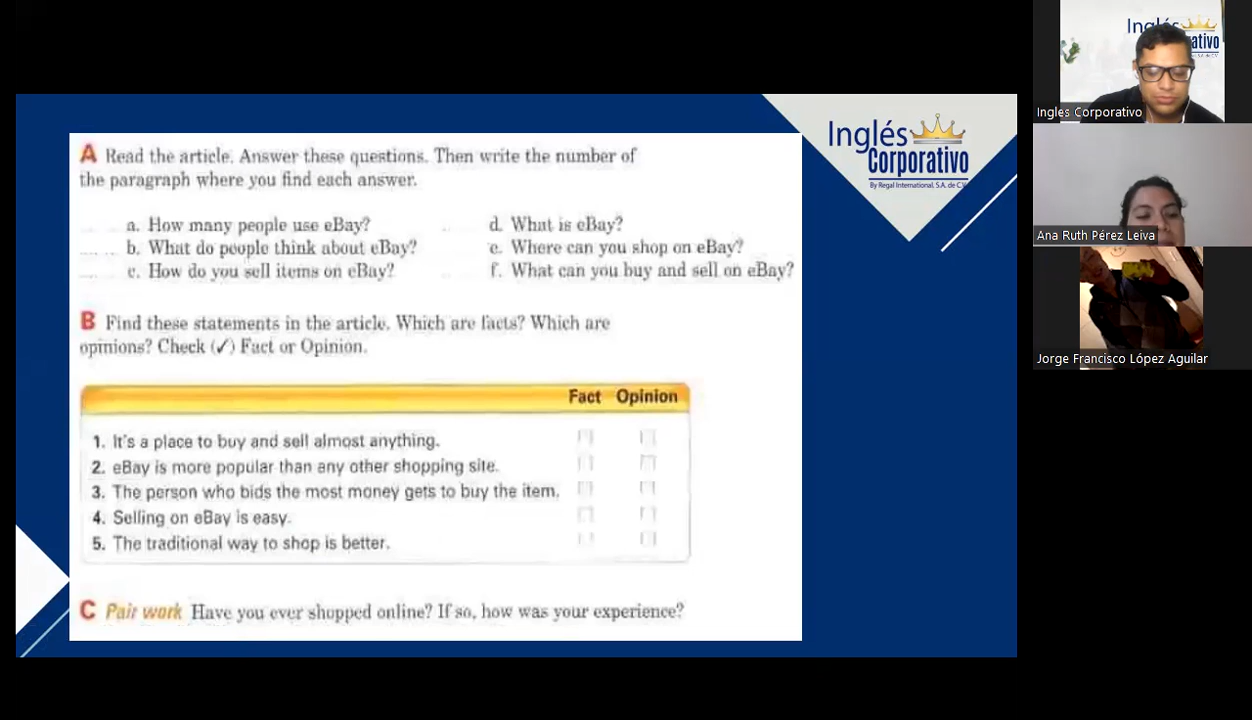 A Read the article. Answer these questions. Then write the number of
the paragraph where you find each answer.
a. How many people use eBay?
b. What do people think about eBay?
c. How do you sell items on eBay?
d. What is eBay?
e. Where can you shop on eBay?
f. What can you buy and sell on eBay?
B Find these statements in the article. Which are facts? Which are
opinions? Check (✓) Fact or Opinion.
Fact Opinion
1. It's a place to buy and sell almost anything.
2. eBay is more popular than any other shopping site.
3. The person who bids the most money gets to buy the item.
4. Selling on eBay is easy.
5. The traditional way to shop is better.
C Pair work Have you ever shopped online? If so, how was your experience?
Inglés
Corporativo
By Regal International, S.A. de C.V.
Inglés
ativo
Ingles Corporativo
Ana Ruth Pérez Leiva
Jorge Francisco López Aguilar